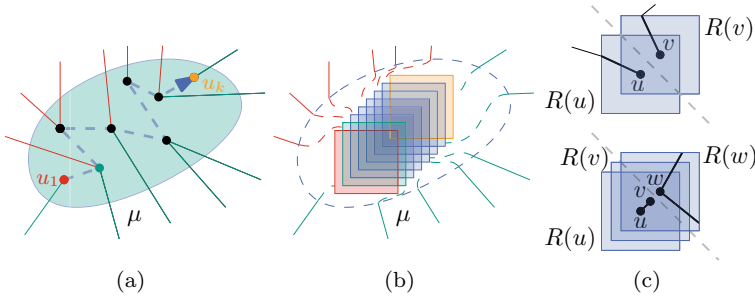 u_k
u_1
μ
(a)
μ
(b)
R(v)
v
u
R(u)
R(v)
R(w)
w
v
u
R(u)
(c)